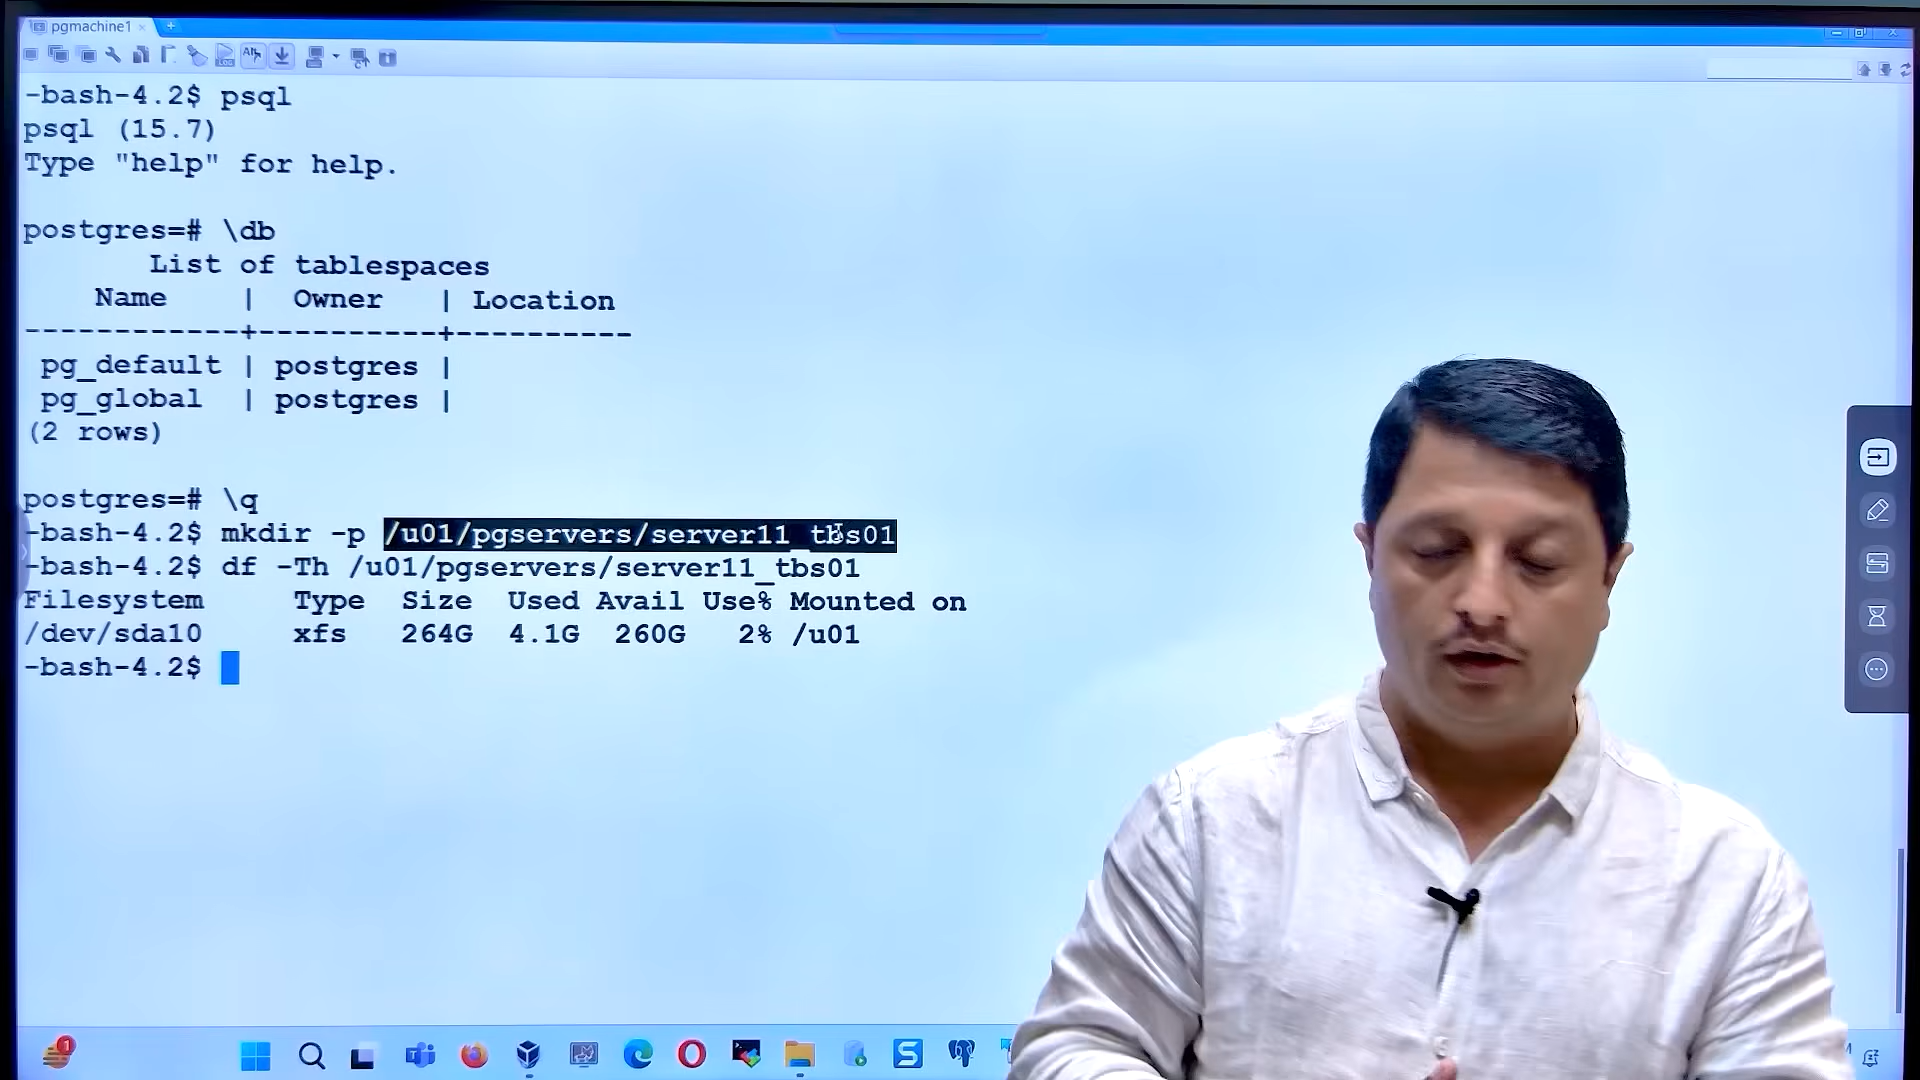 pgmachine1
-bash-4.2$ psql
psql (15.7)
Type "help" for help.
postgres=# \db
List of tablespaces
Name | Owner | Location
------------+----------+----------
pg_default | postgres |
pg_global | postgres |
(2 rows)
postgres=# \q
-bash-4.2$ mkdir -p /u01/pgservers/server11_tbs01
-bash-4.2$ df -Th /u01/pgservers/server11_tbs01
Filesystem Type Size Used Avail Use% Mounted on
/dev/sda10 xfs 264G 4.1G 260G 2% /u01
-bash-4.2$
1